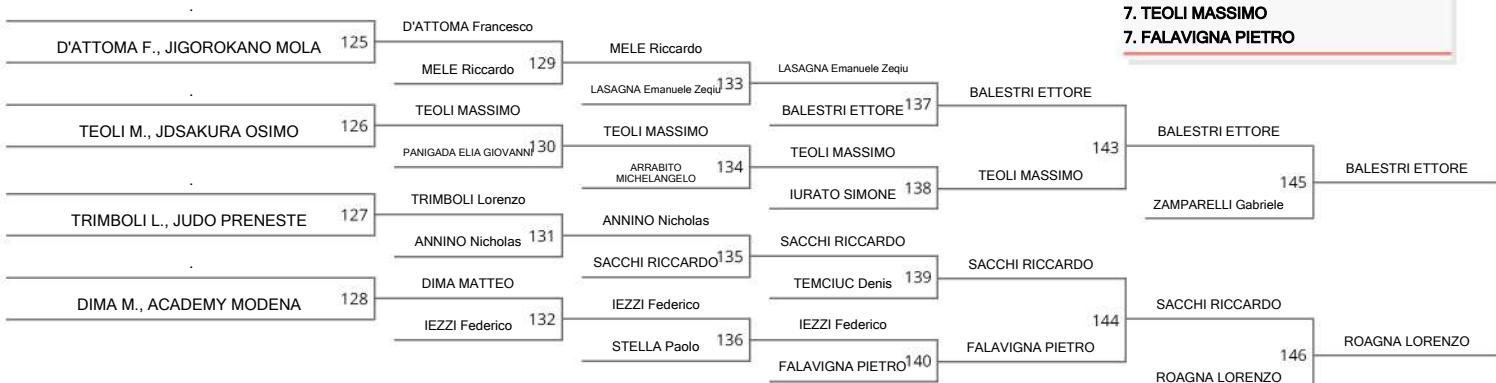 7. TEOLI MASSIMO
7. FALAVIGNA PIETRO
.
D'ATTOMA F., JIGOROKANO MOLA
125
.
TEOLI M., JDSAKURA OSIMO
126
.
TRIMBOLI L., JUDO PRENESTE
127
.
DIMA M., ACADEMY MODENA
128
D'ATTOMA Francesco
MELE Riccardo
129
TEOLI MASSIMO
PANIGADA ELIA GIOVANNI
130
TRIMBOLI Lorenzo
ANNINO Nicholas
131
DIMA MATTEO
IEZZI Federico
132
MELE Riccardo
LASAGNA Emanuele Zeqiu
133
TEOLI MASSIMO
ARRABITO
MICHELANGELO
134
ANNINO Nicholas
SACCHI RICCARDO
135
IEZZI Federico
STELLA Paolo
136
LASAGNA Emanuele Zeqiu
BALESTRI ETTORE
137
TEOLI MASSIMO
IURATO SIMONE
138
SACCHI RICCARDO
TEMCIUC Denis
139
IEZZI Federico
FALAVIGNA PIETRO
140
BALESTRI ETTORE
TEOLI MASSIMO
143
SACCHI RICCARDO
FALAVIGNA PIETRO
144
BALESTRI ETTORE
ZAMPARELLI Gabriele
145
SACCHI RICCARDO
ROAGNA LORENZO
146
BALESTRI ETTORE
ROAGNA LORENZO